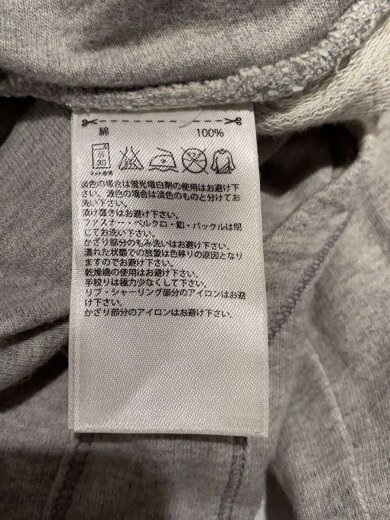 綿 100%
ネット使用
淡色の場合は蛍光増白剤の使用はお避け下
さい。濃色の場合は淡色のものと分けてお
洗い下さい。
漬け置きはお避け下さい。
ファスナー・ベルクロ・釦・バックルは閉
じてお洗い下さい。
かざり部分のもみ洗いはお避け下さい。
濡れた状態での放置は色移りの原因となり
ますのでお避け下さい。
乾燥機の使用はお避け下さい。
手絞りは極力少なくして下さい。
リブ・シャーリング部分のアイロンはお避
け下さい。
かざり部分のアイロンはお避け下さい。